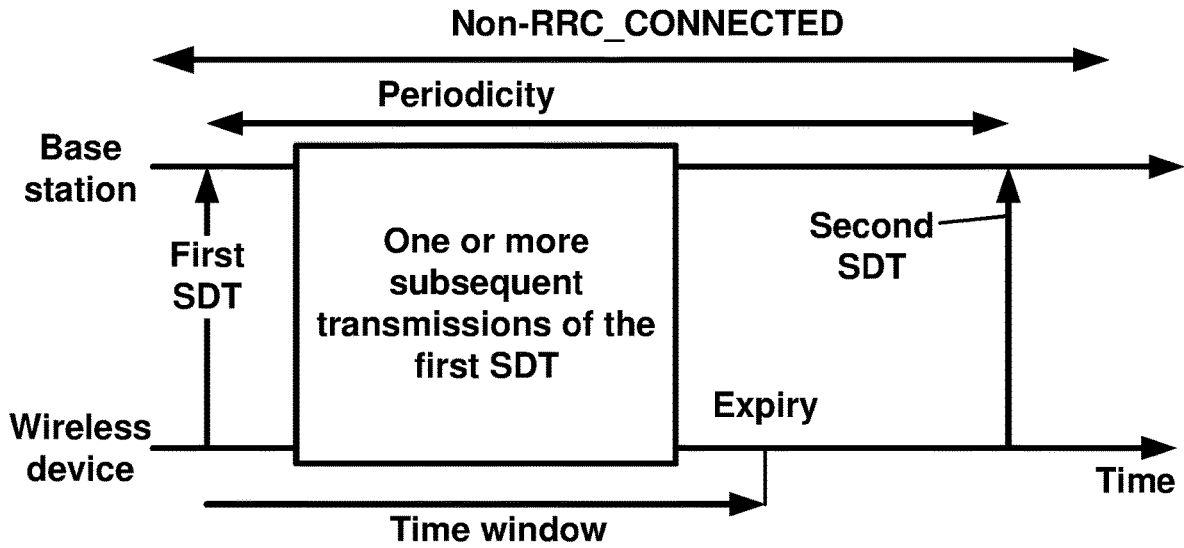 Non-RRC_CONNECTED
Periodicity
Base
station
First
SDT
One or more
subsequent
transmissions of the
first SDT
Second
SDT
Expiry
Wireless
device
Time
Time window